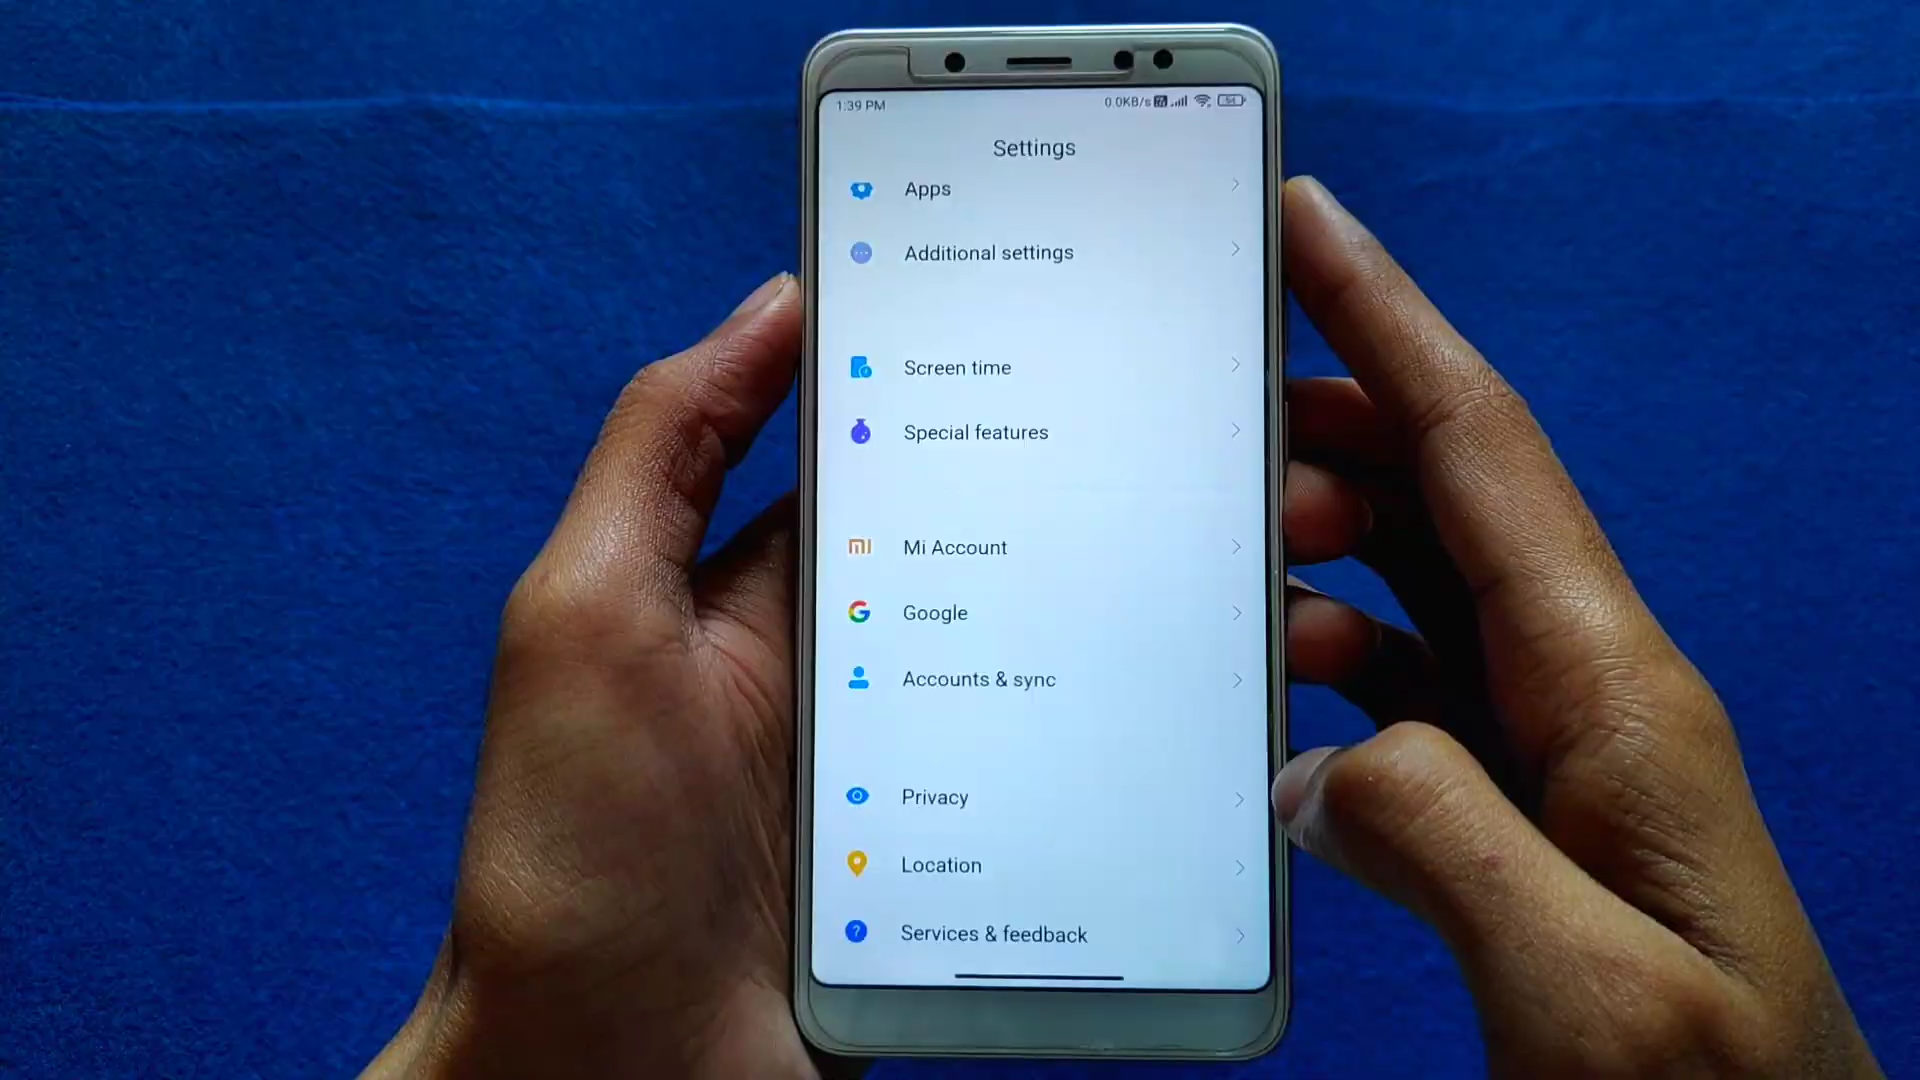 1:39 PM
0.0KB/s
Settings
Apps
Additional settings
Screen time
Special features
Mi Account
Google
Accounts & sync
Privacy
Location
Services & feedback